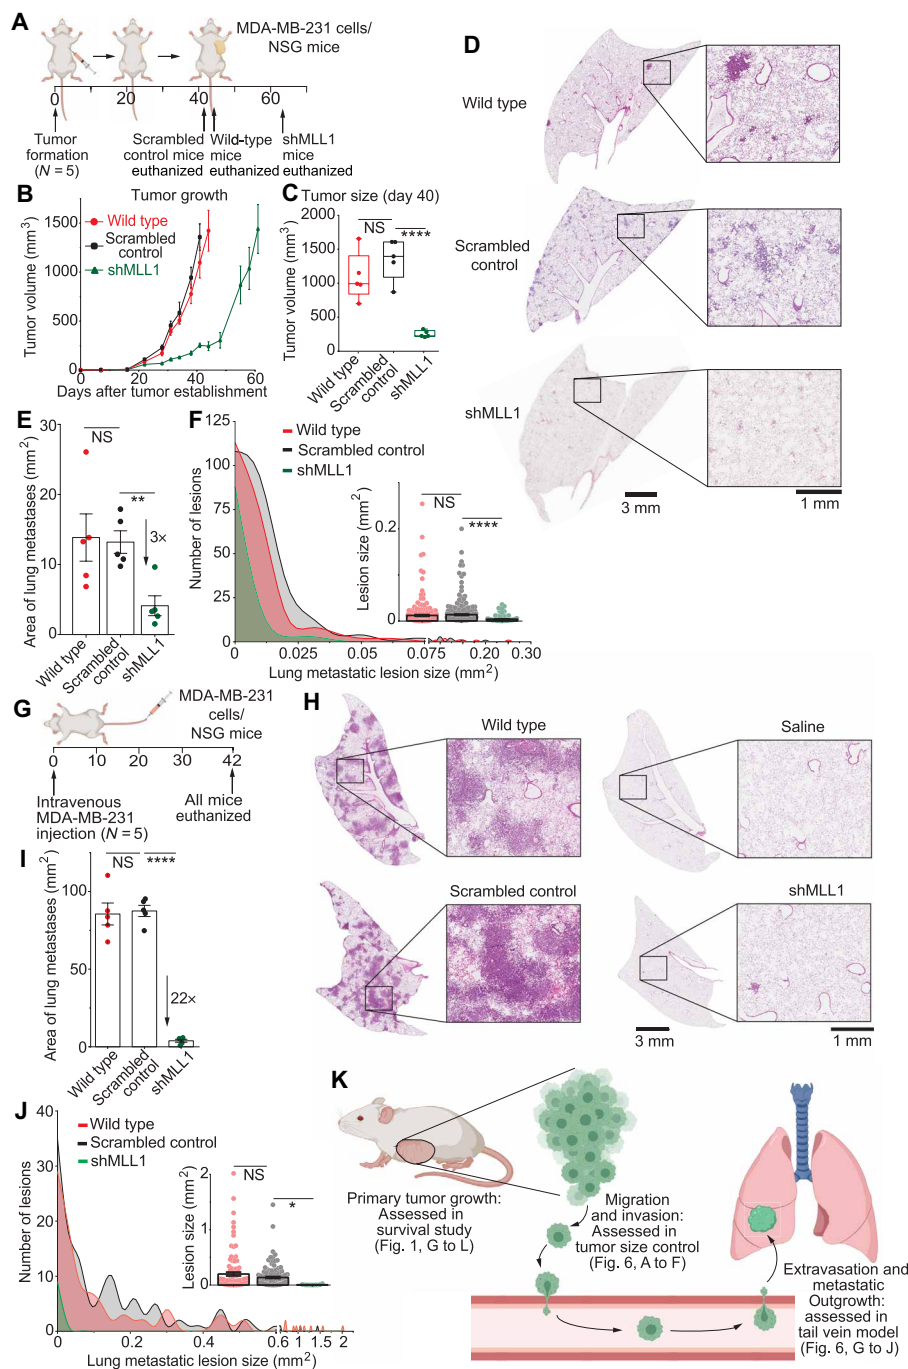 A
MDA-MB-231 cells/
NSG mice
0
20
40
60
Tumor
formation
(N = 5)
Scrambled
control mice
euthanized
Wild-type
mice
euthanized
shMLL1
mice
euthanized
B
Tumor growth
Wild type
Scrambled
control
shMLL1
Tumor volume (mm3)
1500
1000
500
0
0
20
40
60
Days after tumor establishment
C
Tumor size (day 40)
NS
****
Tumor volume (mm3)
2000
1500
1000
500
0
Wild type
Scrambled
control
shMLL1
D
Wild type
Scrambled
control
shMLL1
3 mm
1 mm
E
Area of lung metastases (mm2)
30
20
10
0
NS
**
3×
Wild type
Scrambled
control
shMLL1
F
Wild type
Scrambled control
shMLL1
Number of lesions
125
100
75
50
25
0
0
0.025
0.05
0.075
0.20
0.30
Lung metastatic lesion size (mm2)
Lesion size (mm2)
0.2
0
NS
****
G
MDA-MB-231
cells/
NSG mice
0
10
20
30
42
Intravenous
MDA-MB-231
injection (N = 5)
All mice
euthanized
H
Wild type
Saline
Scrambled control
shMLL1
3 mm
1 mm
I
Area of lung metastases (mm2)
100
50
0
NS
****
22×
Wild type
Scrambled
control
shMLL1
J
Wild type
Scrambled control
shMLL1
Number of lesions
40
30
20
10
0
0
0.2
0.4
0.6
1
1.5
2
Lung metastatic lesion size (mm2)
Lesion size (mm2)
2
1
0
NS
*
K
Primary tumor growth:
Assessed in
survival study
(Fig. 1, G to L)
Migration
and invasion:
Assessed in
tumor size control
(Fig. 6, A to F)
Extravasation and
metastatic
Outgrowth:
assessed in
tail vein model
(Fig. 6, G to J)